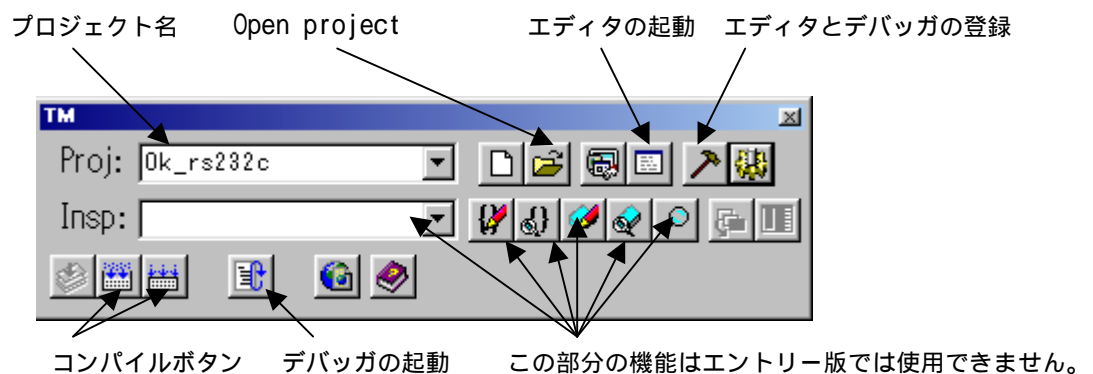 プロジェクト名 Open project エディタの起動 エディタとデバッガの登録
TM
Proj: Ok_rs232c
Insp:
コンパイルボタン デバッガの起動 この部分の機能はエントリー版では使用できません。